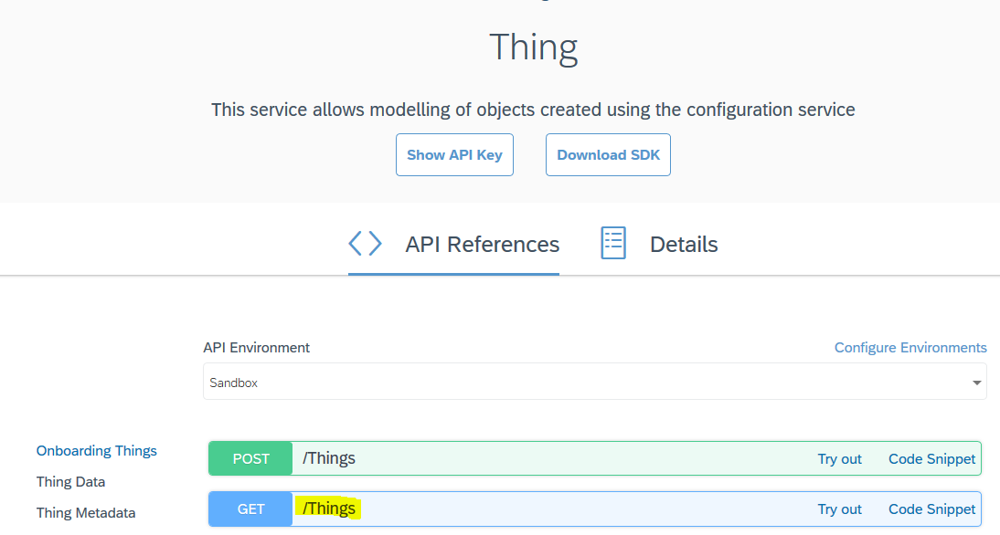 Thing
This service allows modelling of objects created using the configuration service
Show API Key Download SDK
API References Details
API Environment Configure Environments
Sandbox
Onboarding Things POST /Things Try out Code Snippet
Thing Data
Thing Metadata GET /Things Try out Code Snippet